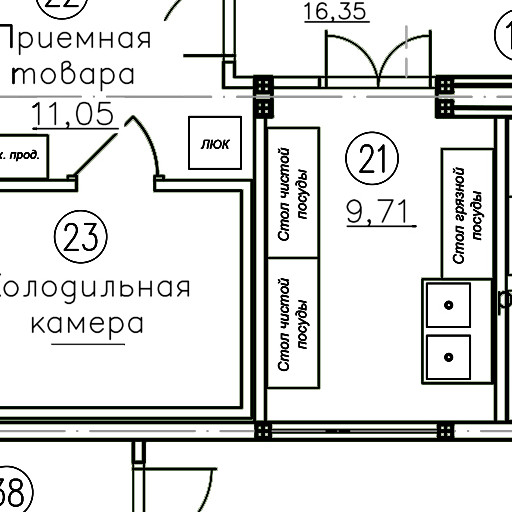 22
16,35
Приемная
товара
11,05
люк
прод.
21
9,71
Стол чистой
посуды
Стол грязной
посуды
23
Холодильная
камера
Стол чистой
посуды
38